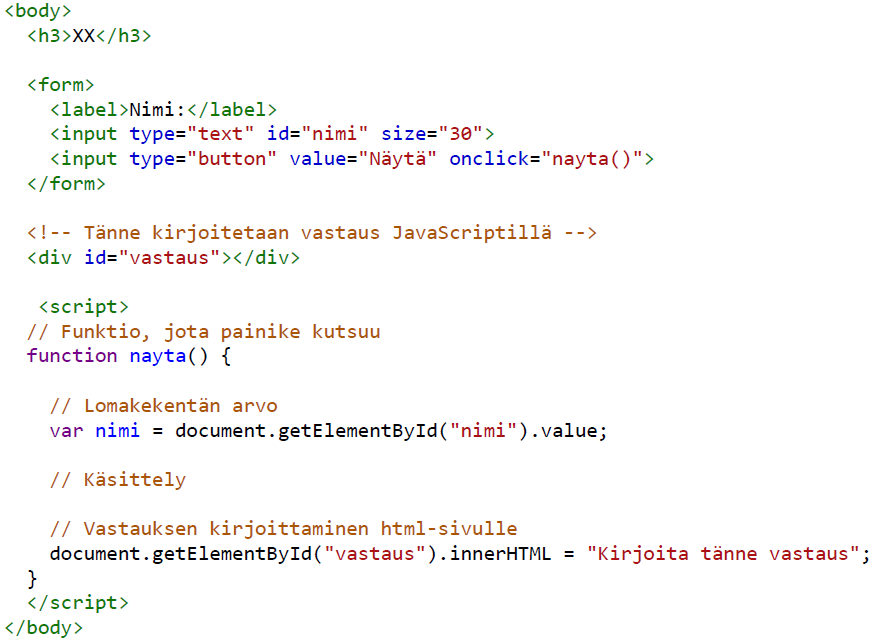 <body>
<h3>XX</h3>
<form>
<label>Nimi:</label>
<input type="text" id="nimi" size="30">
<input type="button" value="Näytä" onclick="nayta()">
</form>
<!-- Tänne kirjoitetaan vastaus JavaScriptillä -->
<div id="vastaus"></div>
<script>
// Funktio, jota painike kutsuu
function nayta() {
// Lomakekentän arvo
var nimi = document.getElementById("nimi").value;
// Käsittely
// Vastauksen kirjoittaminen html-sivulle
document.getElementById("vastaus").innerHTML = "Kirjoita tänne vastaus";
}
</script>
</body>